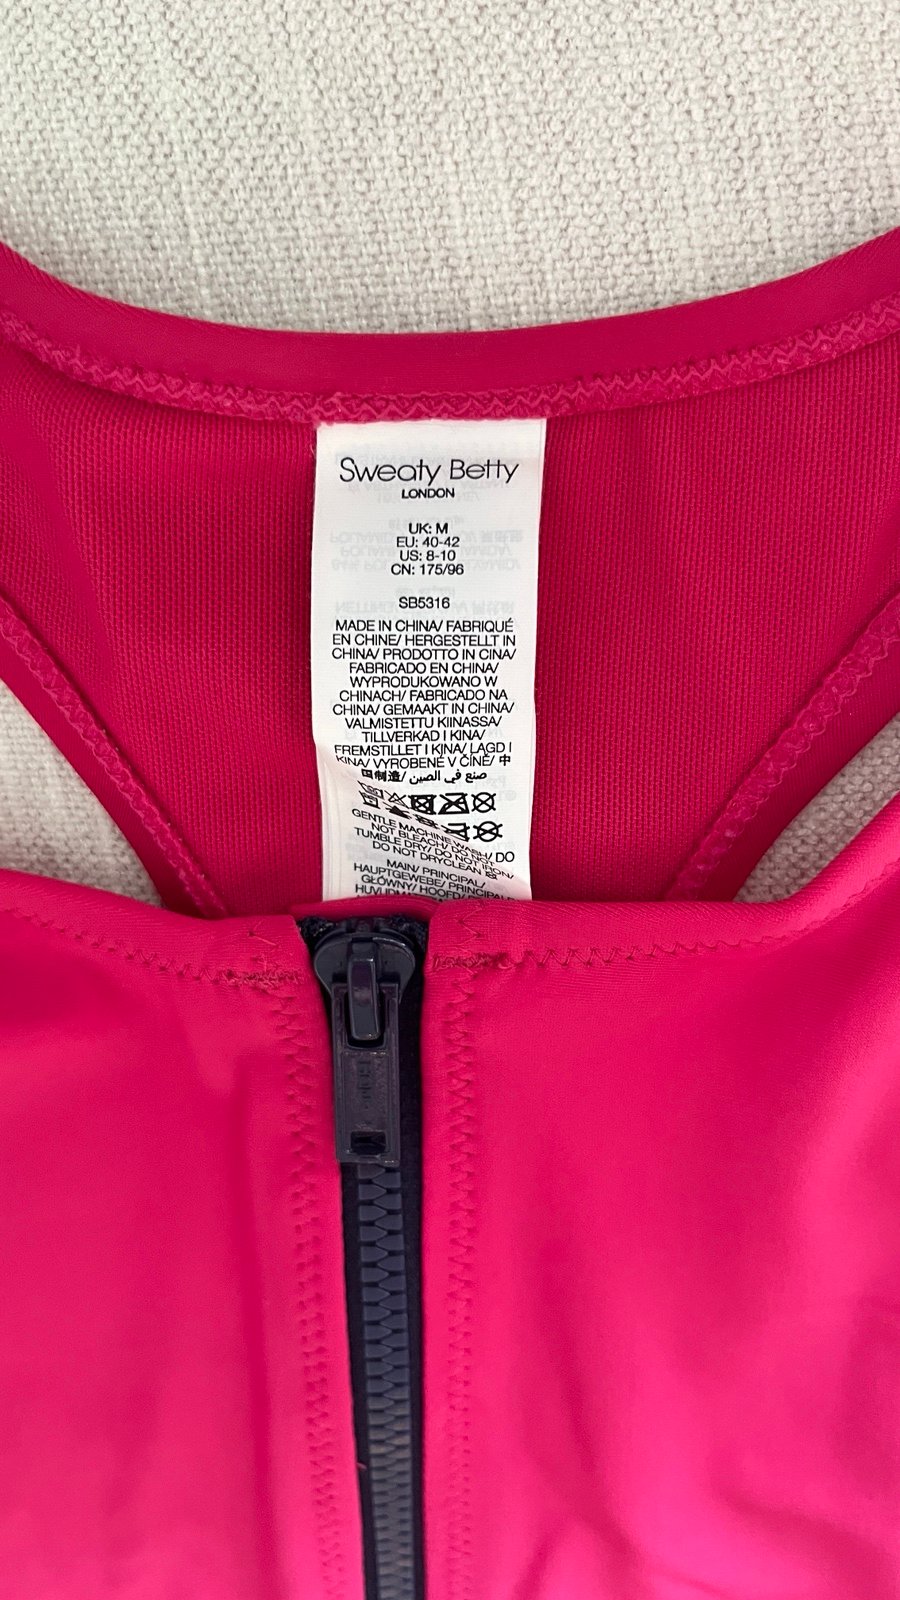 Sweaty Betty
LONDON
UK: M
EU: 40-42
US: 8-10
CN: 175/96
SB5316
MADE IN CHINA/ FABRIQUÉ
EN CHINE/ HERGESTELLT IN
CHINA/ PRODOTTO IN CINA/
FABRICADO EN CHINA/
WYPRODUKOWANO W
CHINACH/ FABRICADO NA
CHINA/ GEMAAKT IN CHINA/
VALMISTETTU KIINASSA/
TILLVERKAD I KINA/
FREMSTILLET I KINA/ LAGD I
KINA/ VYROBENÉ V ČÍNĚ/ 中
国制造/ صنع في الصين
GENTLE MACHINE WASH/ DO
NOT BLEACH/ DO NOT
TUMBLE DRY/ DO NOT IRON/
DO NOT DRYCLEAN
MAIN/ PRINCIPAL/
HAUPTGEWEBE/ PRINCIPALE/
GŁÓWNY/ HOOFD/